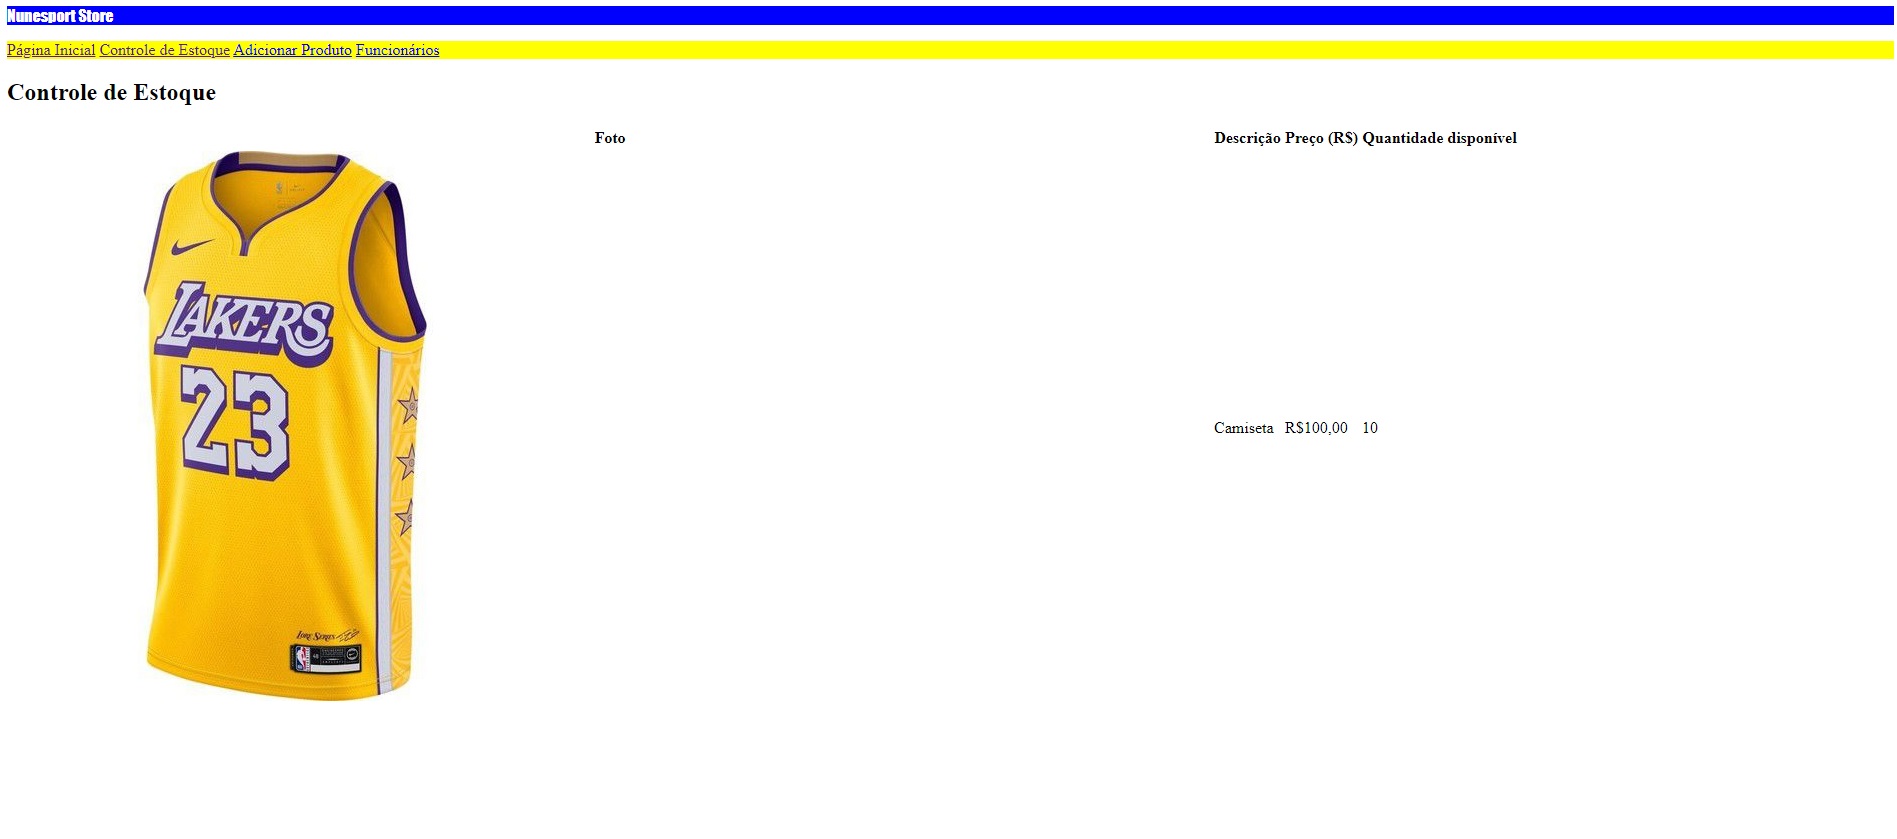 Nunesport Store
Página Inicial Controle de Estoque Adicionar Produto Funcionários
Controle de Estoque
Foto Descrição Preço (R$) Quantidade disponível
LAKERS
23
Camiseta R$100,00 10